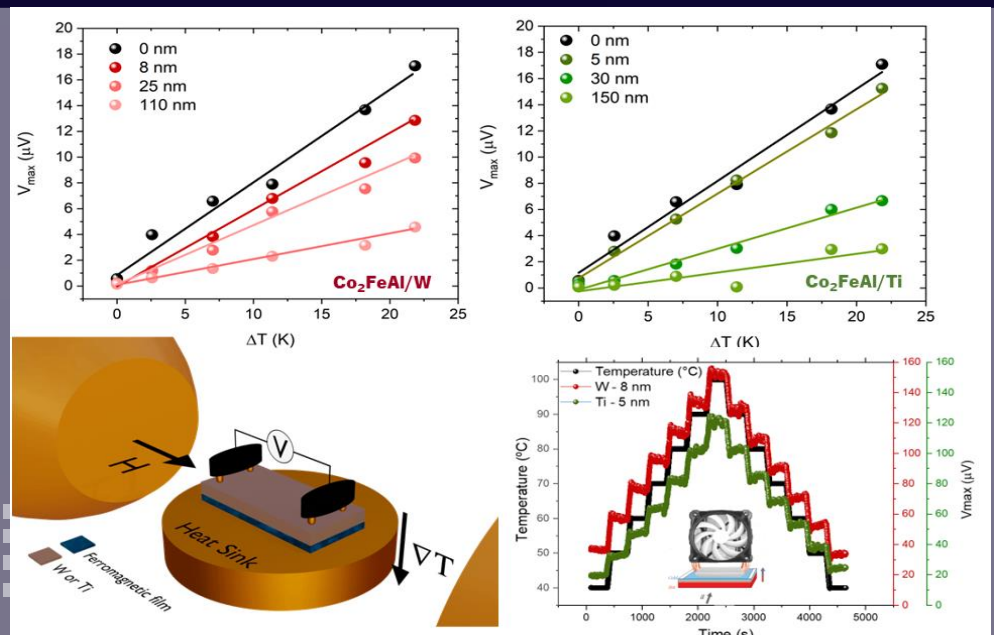 20
18
16
14
12
10
8
6
4
2
0
Vmax (μV)
0 nm
8 nm
25 nm
110 nm
Co₂FeAl/W
0 5 10 15 20 25
ΔT (K)
20
18
16
14
12
10
8
6
4
2
0
Vmax (μV)
0 nm
5 nm
30 nm
150 nm
Co₂FeAl/Ti
0 5 10 15 20 25
ΔT (K)
H
V
Heat Sink
∇T
W or Ti
Ferromagnetic film
Temperature (°C)
W - 8 nm
Ti - 5 nm
100
90
80
70
60
50
40
Temperature (°C)
160
140
120
100
80
60
40
20
0
160
140
120
100
80
60
40
20
0
Vmax (μV)
0 1000 2000 3000 4000 5000
Time (s)